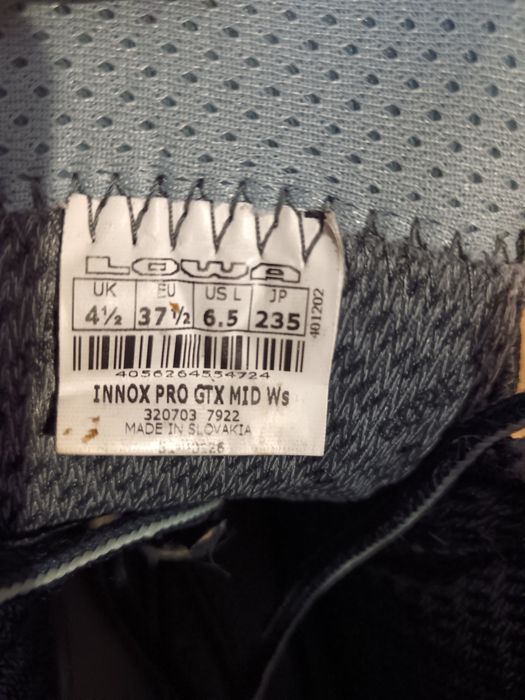 LOWA
UK EU US L JP
4½ 37½ 6.5 235
401202
4056264554724
INNOX PRO GTX MID Ws
320703 7922
MADE IN SLOVAKIA